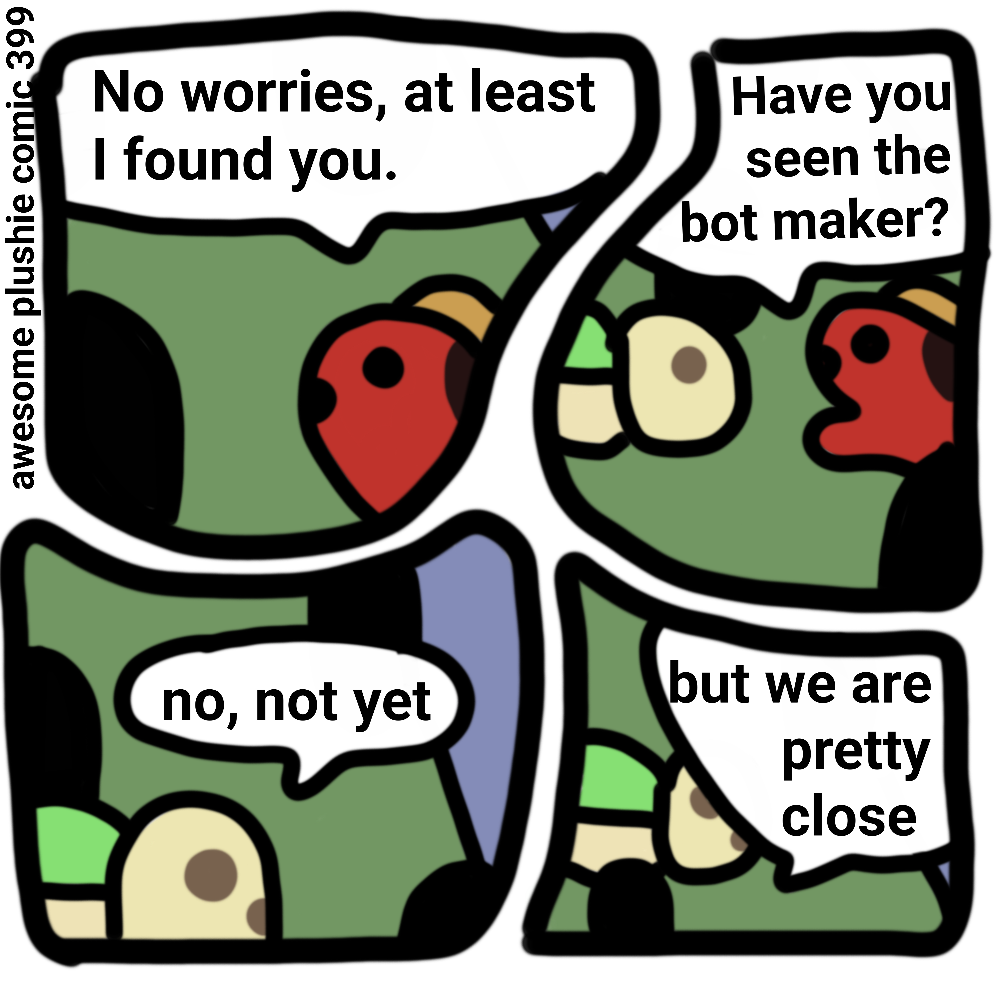 awesome plushie comic 399
No worries, at least
I found you.
Have you
seen the
bot maker?
no, not yet
but we are
pretty
close